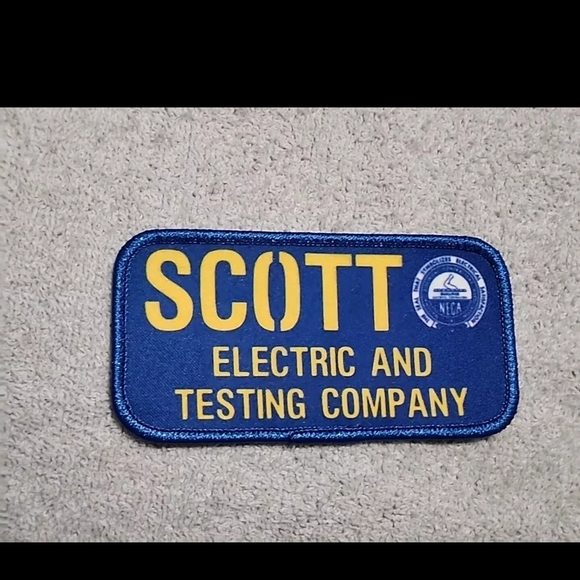 SCOTT
NECA
ELECTRIC AND
TESTING COMPANY